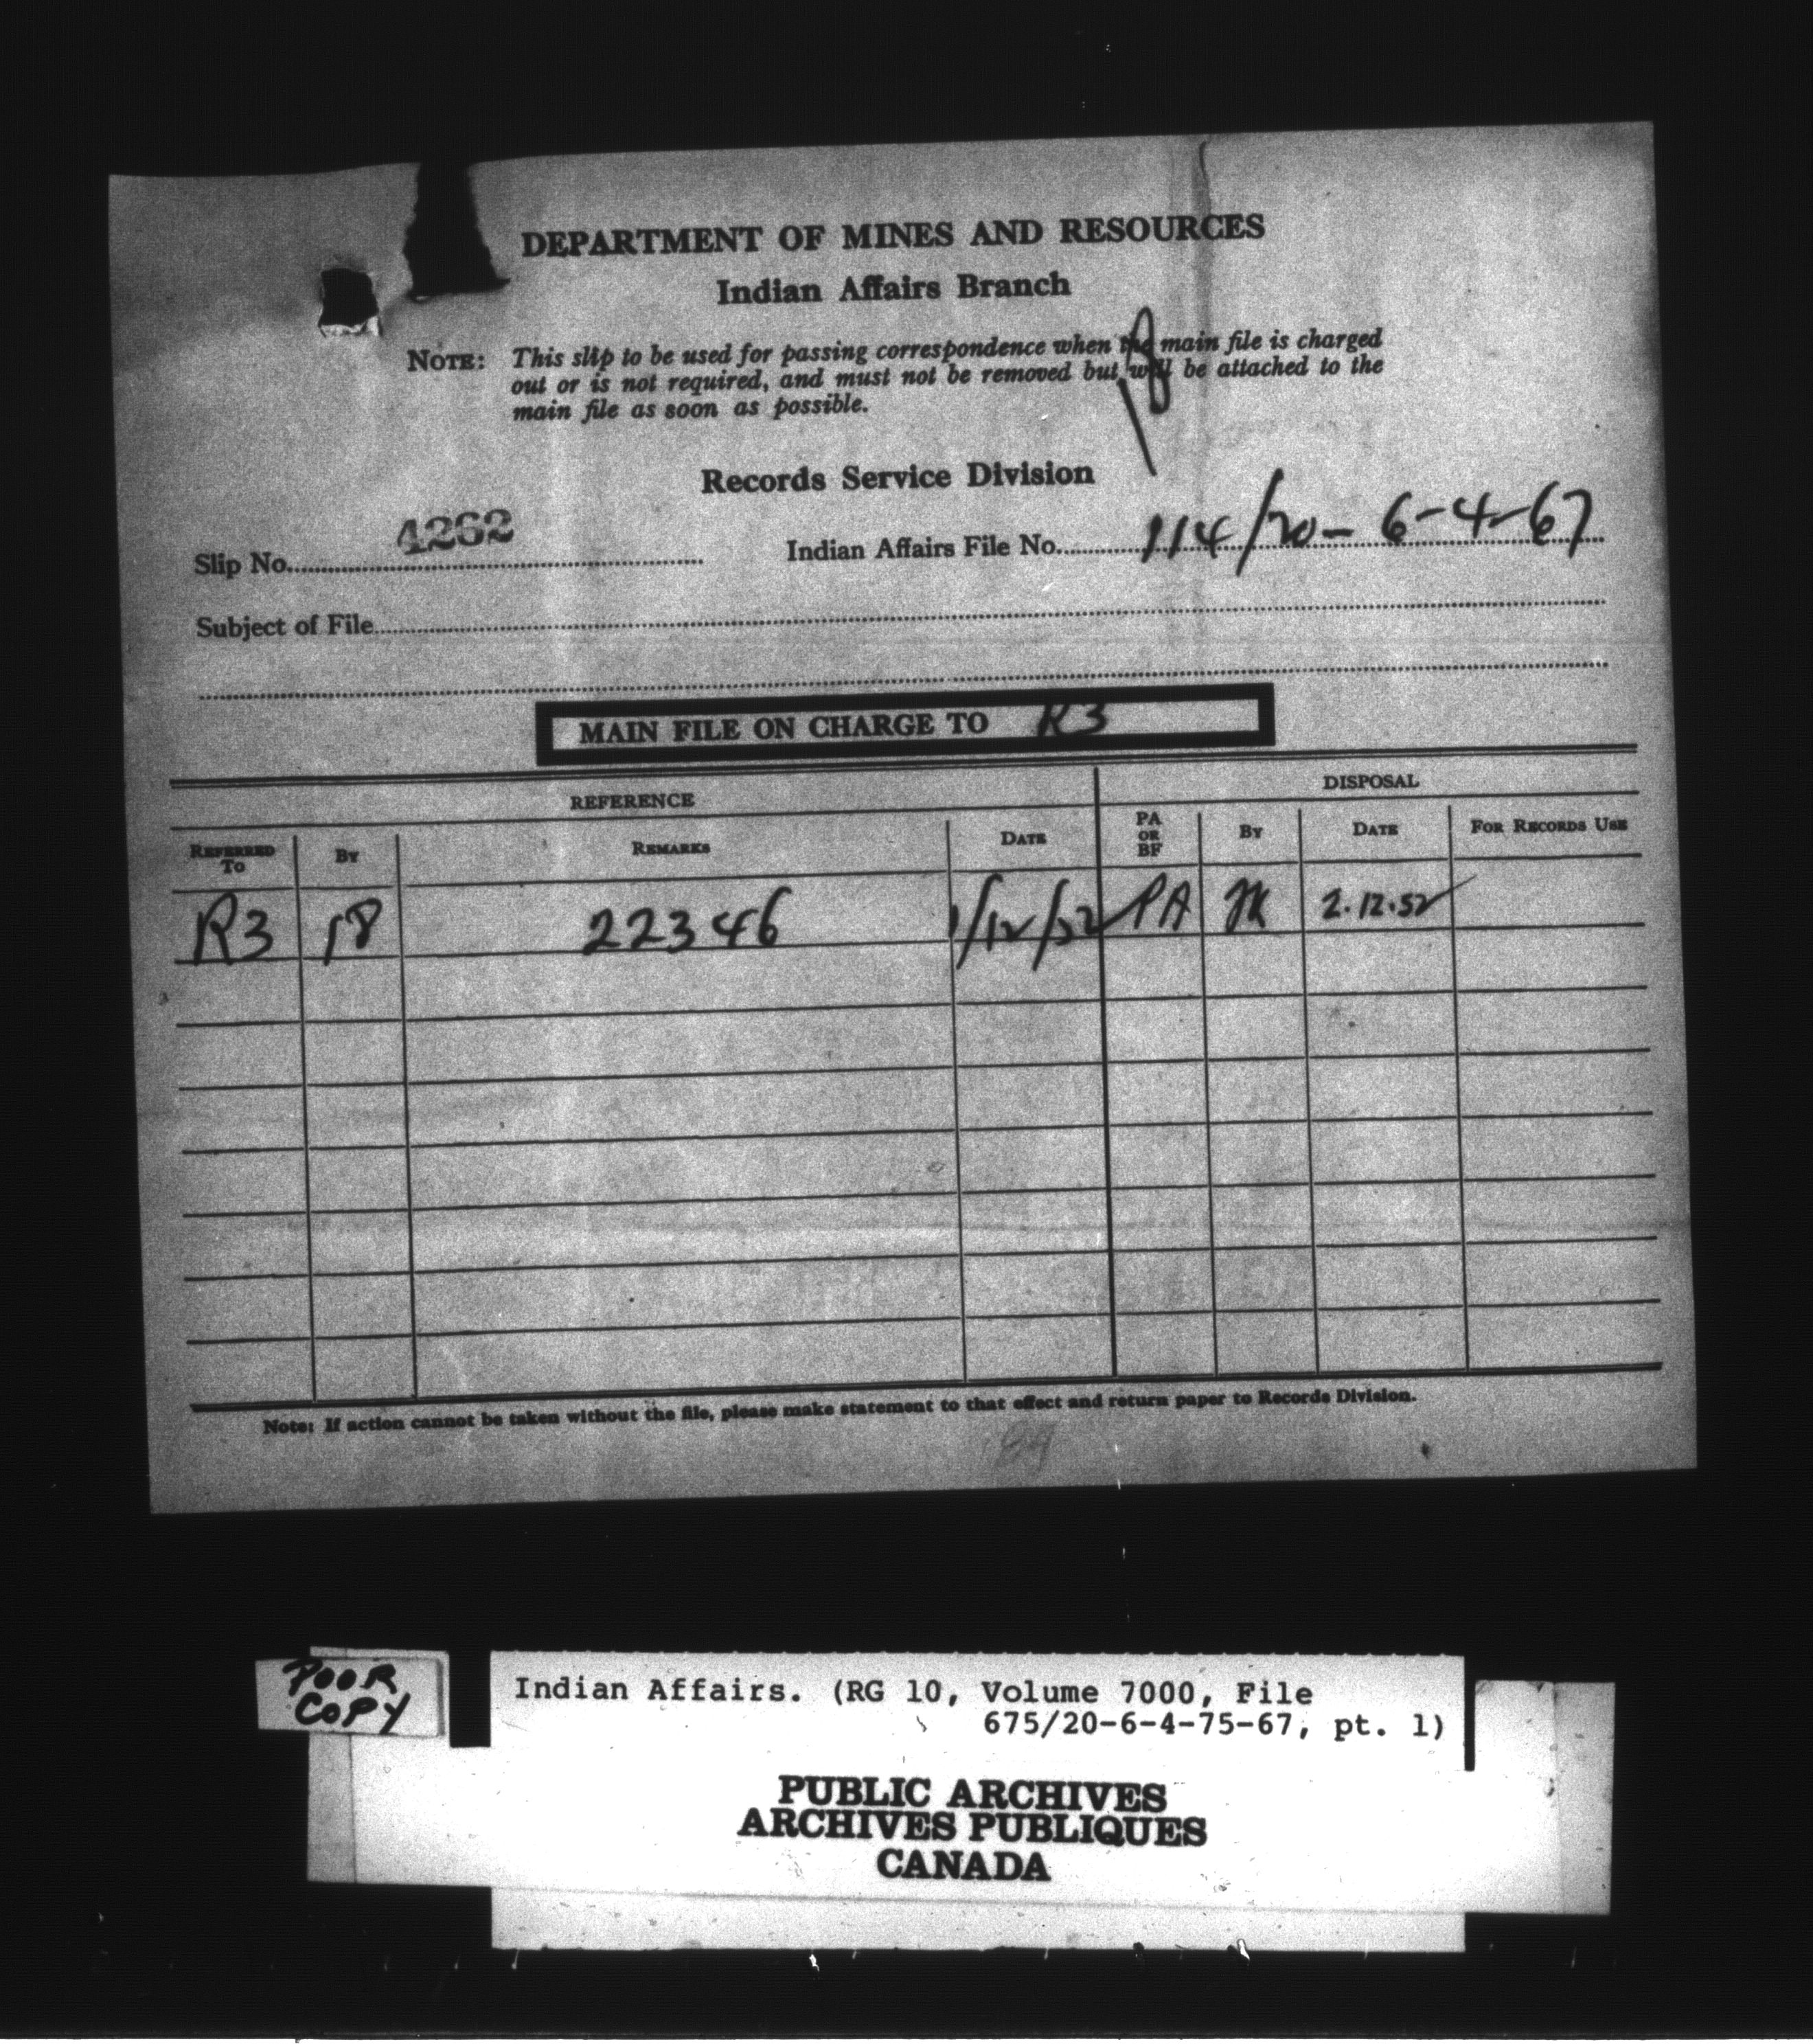 DEPARTMENT OF MINES AND RESOURCES
Indian Affairs Branch
NOTE: This slip to be used for passing correspondence when the main file is charged
out or is not required, and must not be removed but will be attached to the
main file as soon as possible.
Records Service Division
Slip No. 4262 Indian Affairs File No. 114/20-6-4-67
Subject of File
MAIN FILE ON CHARGE TO R3
REFERENCE DISPOSAL
REFERRED TO BY REMARKS DATE PA OR BF BY DATE FOR RECORDS USE
R3 18 22346 1/12/52 PA 2.12.52
Note: If action cannot be taken without the file, please make statement to that effect and return paper to Records Division.
POOR
COPY
Indian Affairs. (RG 10, Volume 7000, File
675/20-6-4-75-67, pt. 1)
PUBLIC ARCHIVES
ARCHIVES PUBLIQUES
CANADA